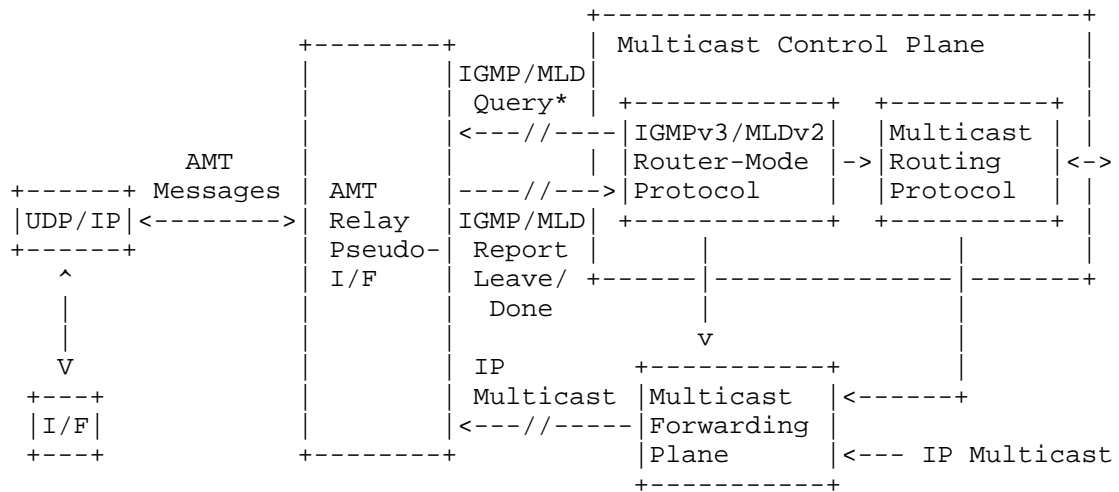 Multicast Control Plane
IGMP/MLD
Query*
IGMPv3/MLDv2 Multicast
AMT Router-Mode -> Routing <->
Messages AMT Protocol Protocol
UDP/IP Relay IGMP/MLD
Pseudo- Report
I/F Leave/
Done
v
V IP
Multicast Multicast
I/F Forwarding
Plane IP Multicast